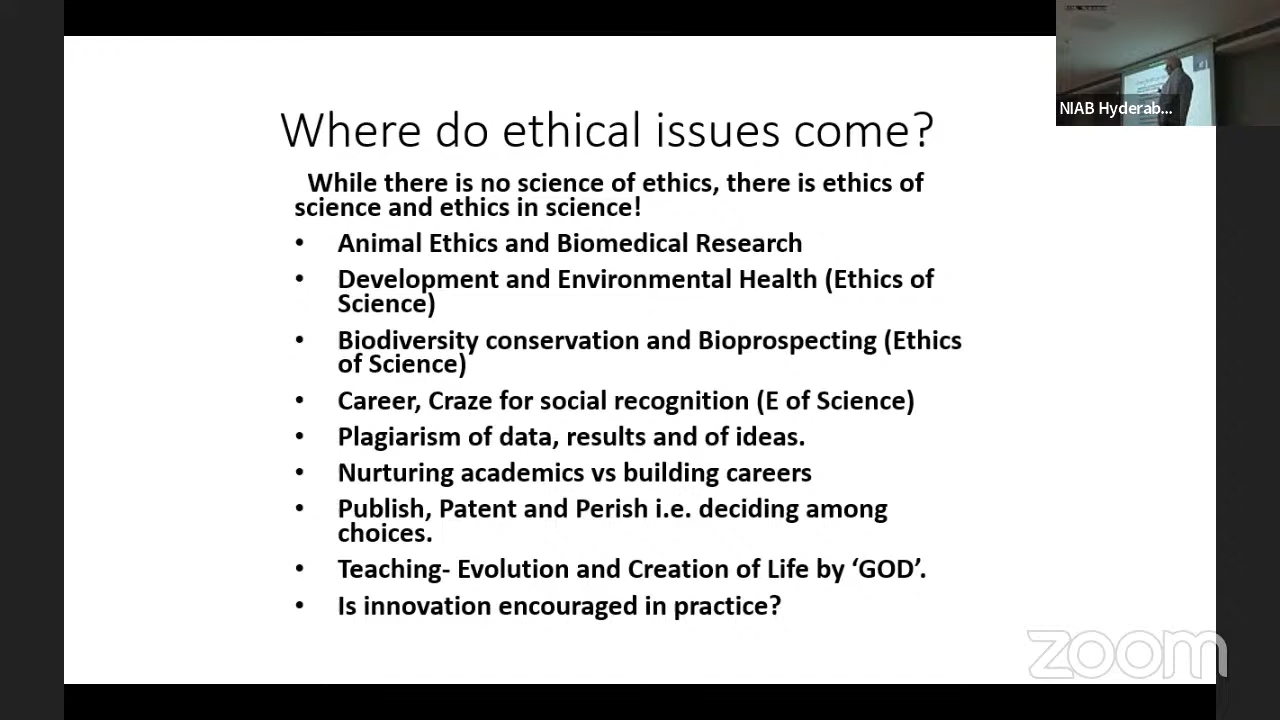 Where do ethical issues come?
While there is no science of ethics, there is ethics of
science and ethics in science!
• Animal Ethics and Biomedical Research
• Development and Environmental Health (Ethics of
Science)
• Biodiversity conservation and Bioprospecting (Ethics
of Science)
• Career, Craze for social recognition (E of Science)
• Plagiarism of data, results and of ideas.
• Nurturing academics vs building careers
• Publish, Patent and Perish i.e. deciding among
choices.
• Teaching- Evolution and Creation of Life by ‘GOD’.
• Is innovation encouraged in practice?
NIAB Hyderab...
zoom